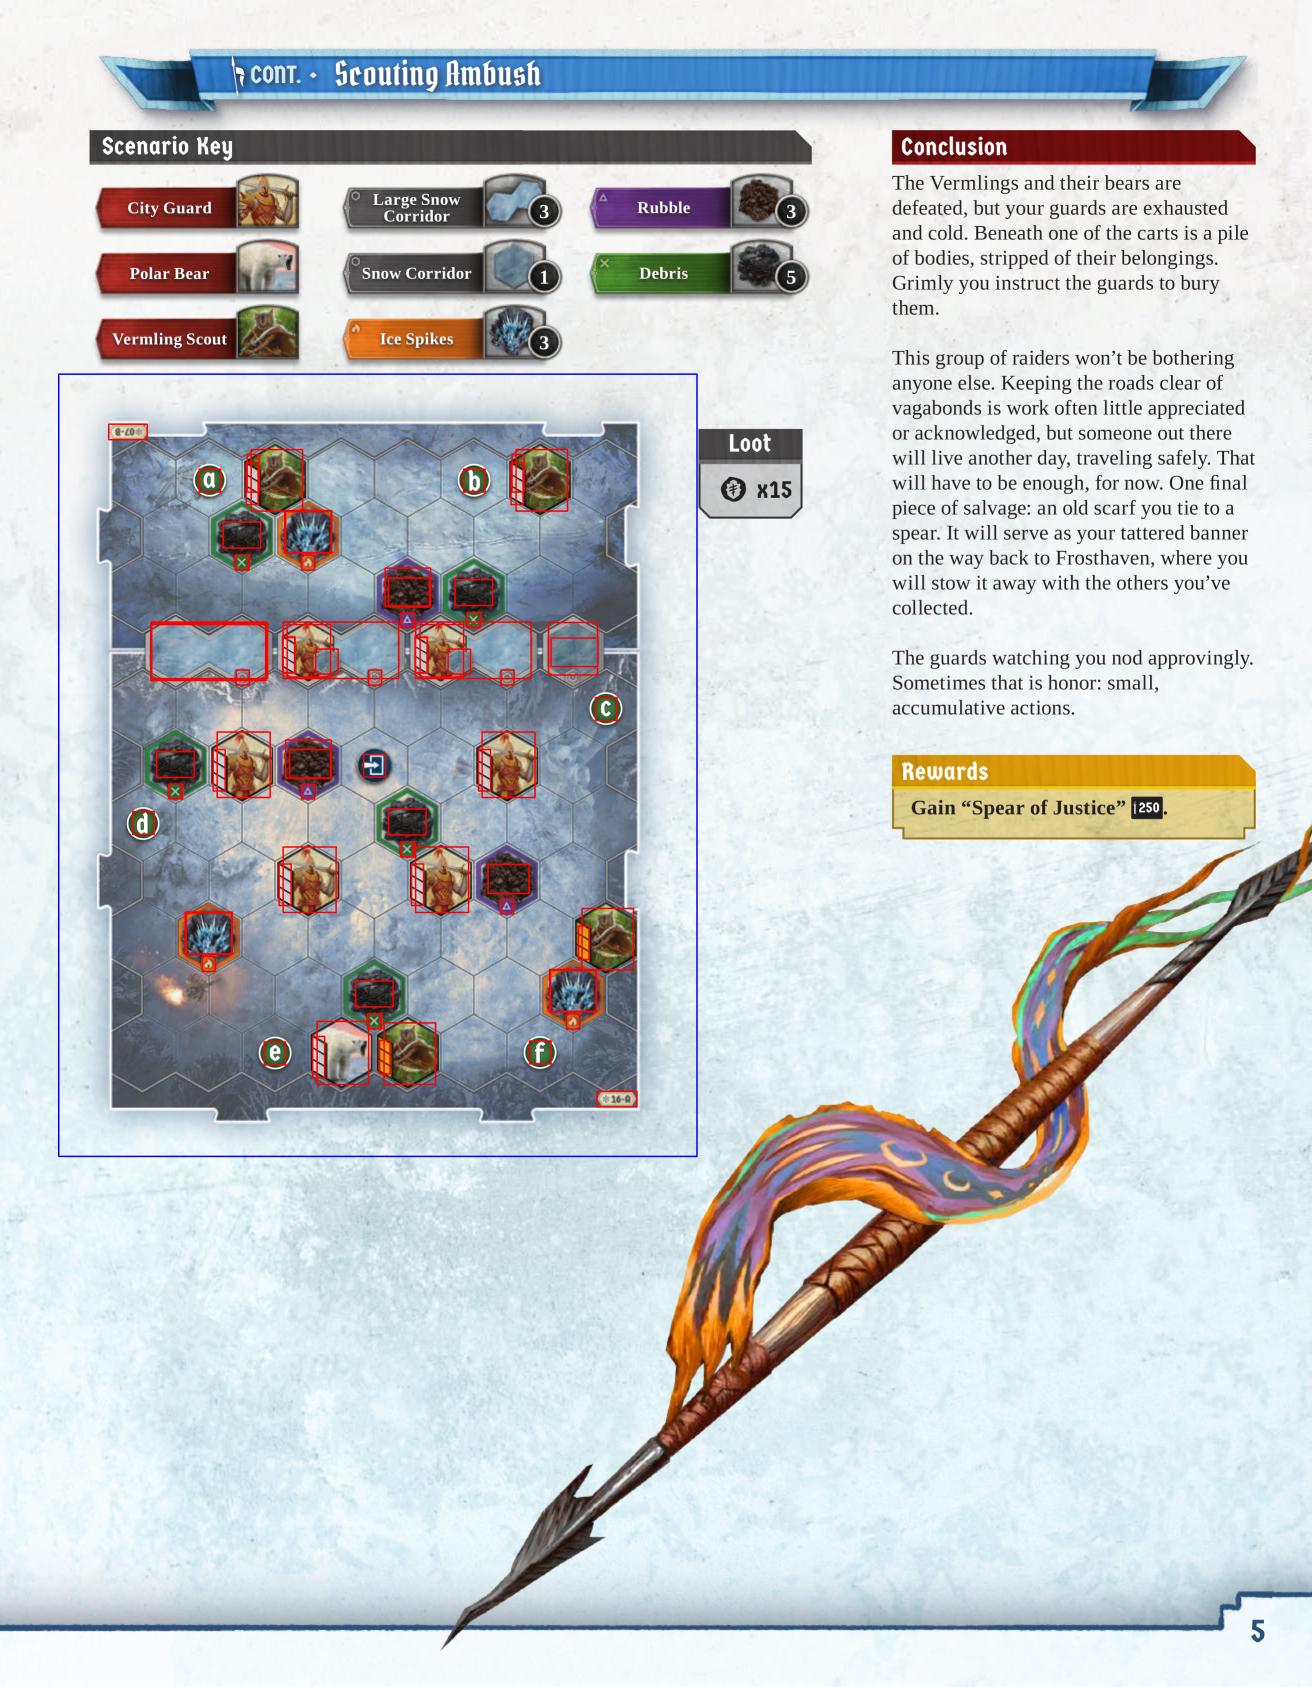 CONT. • Scouting Ambush
Scenario Key
City Guard
Large Snow
Corridor
3
Rubble
3
Polar Bear
Snow Corridor
1
Debris
5
Vermling Scout
Ice Spikes
3
07-B
a
b
c
d
e
f
16-A
Loot
x15
Conclusion
The Vermlings and their bears are
defeated, but your guards are exhausted
and cold. Beneath one of the carts is a pile
of bodies, stripped of their belongings.
Grimly you instruct the guards to bury
them.
This group of raiders won’t be bothering
anyone else. Keeping the roads clear of
vagabonds is work often little appreciated
or acknowledged, but someone out there
will live another day, traveling safely. That
will have to be enough, for now. One final
piece of salvage: an old scarf you tie to a
spear. It will serve as your tattered banner
on the way back to Frosthaven, where you
will stow it away with the others you’ve
collected.
The guards watching you nod approvingly.
Sometimes that is honor: small,
accumulative actions.
Rewards
Gain “Spear of Justice” 250.
5